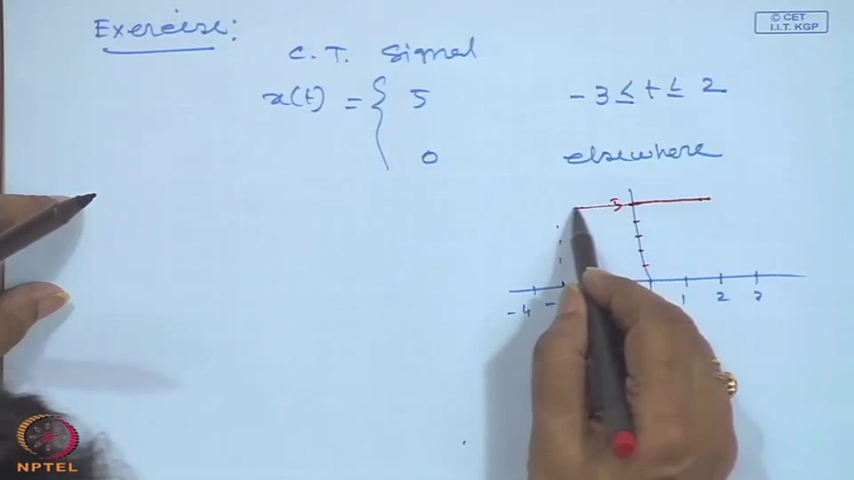 Exercise:
© CET
I.I.T. KGP
C.T. Signal
x(t) = { 5 -3 ≤ t ≤ 2
0 elsewhere
5
-4 - 1 2 3
NPTEL